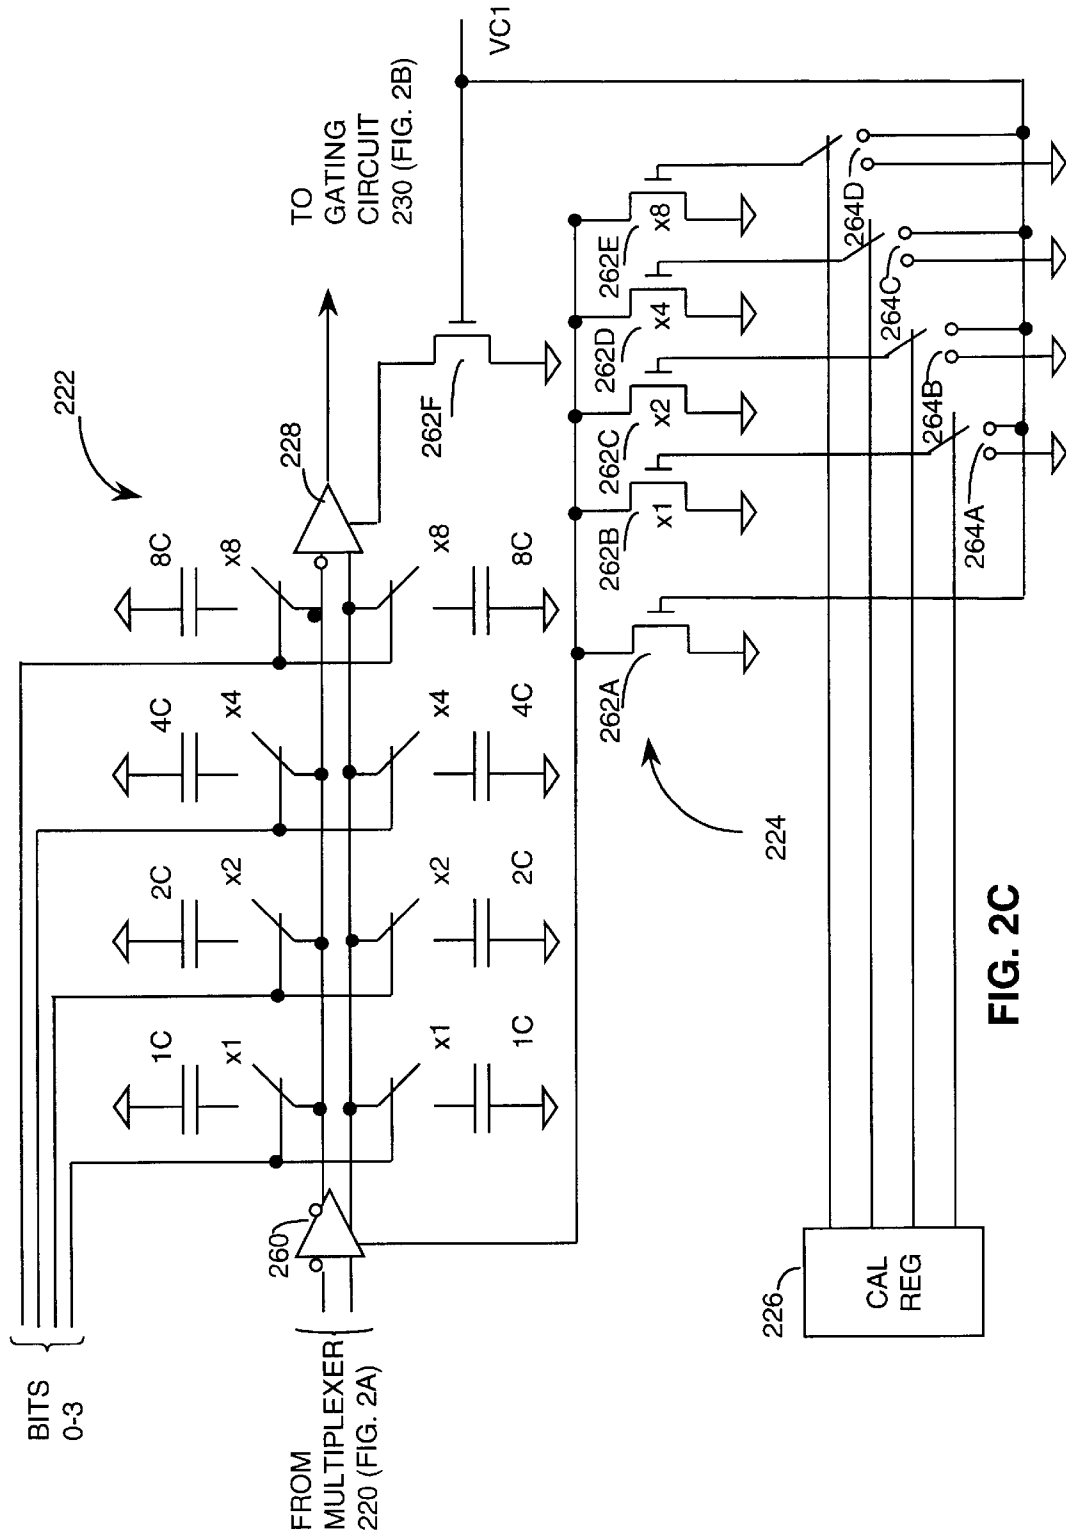 BITS
0-3
FROM
MULTIPLEXER
220 (FIG. 2A)
260
1C
2C
4C
8C
x1
x2
x4
x8
x1
x2
x4
x8
1C
2C
4C
8C
222
228
TO
GATING
CIRCUIT
230 (FIG. 2B)
VC1
262F
262A
262B
262C
262D
262E
x1
x2
x4
x8
224
264A
264B
264C
264D
226
CAL
REG
FIG. 2C